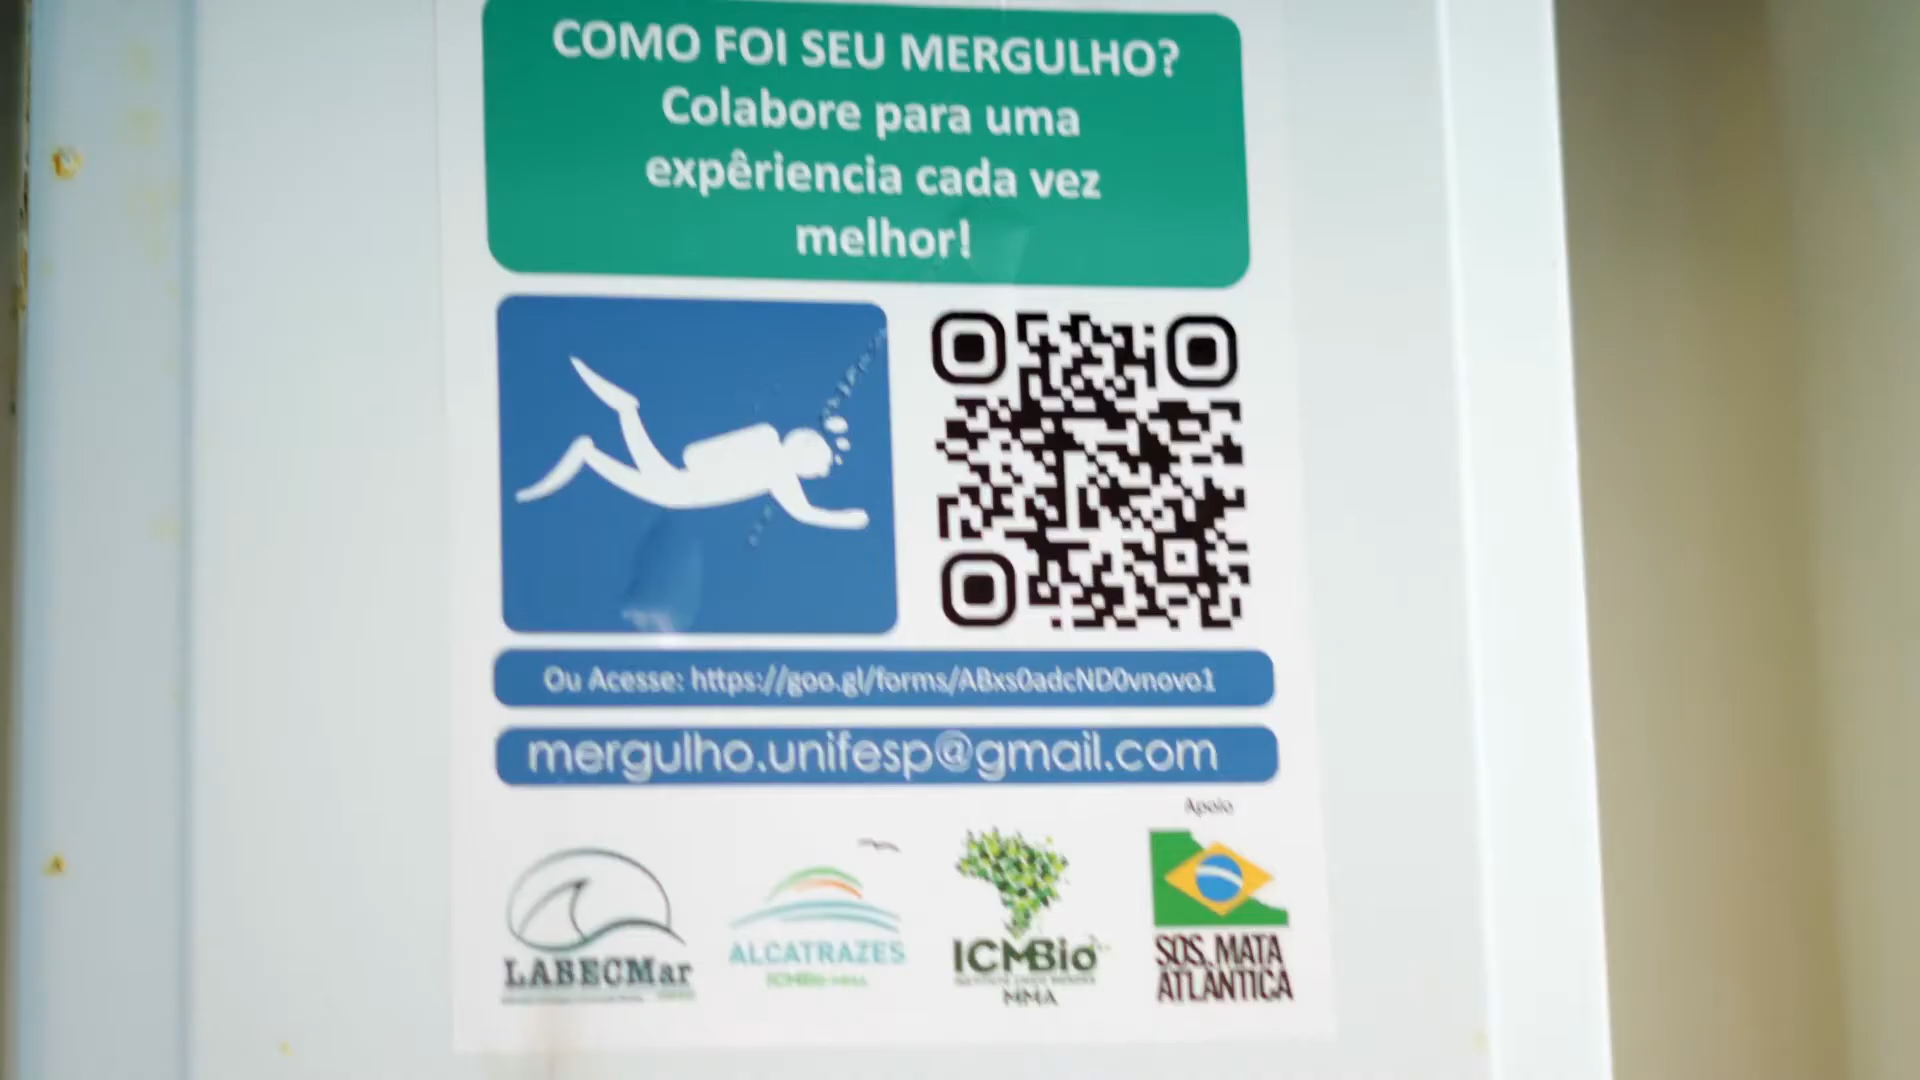 COMO FOI SEU MERGULHO?
Colabore para uma
expêriencia cada vez
melhor!
Ou Acesse: https://goo.gl/forms/ABxs0adcND0vnovo1
mergulho.unifesp@gmail.com
Apoio
LABECMar
ALCATRAZES
ICMBio
MMA
SOS MATA
ATLÂNTICA